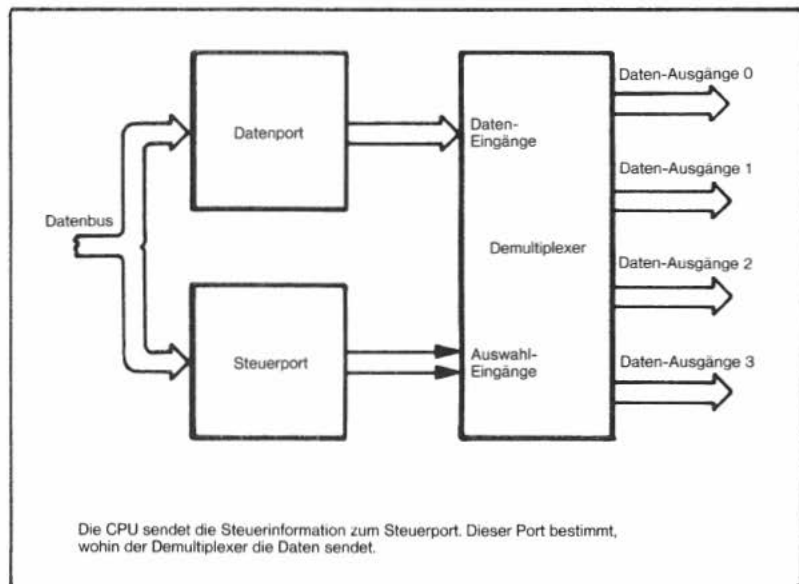 Daten-Ausgänge 0
Datenport
Daten-
Eingänge
Daten-Ausgänge 1
Datenbus
Demultiplexer
Daten-Ausgänge 2
Steuerport
Auswahl-
Eingänge
Daten-Ausgänge 3
Die CPU sendet die Steuerinformation zum Steuerport. Dieser Port bestimmt,
wohin der Demultiplexer die Daten sendet.